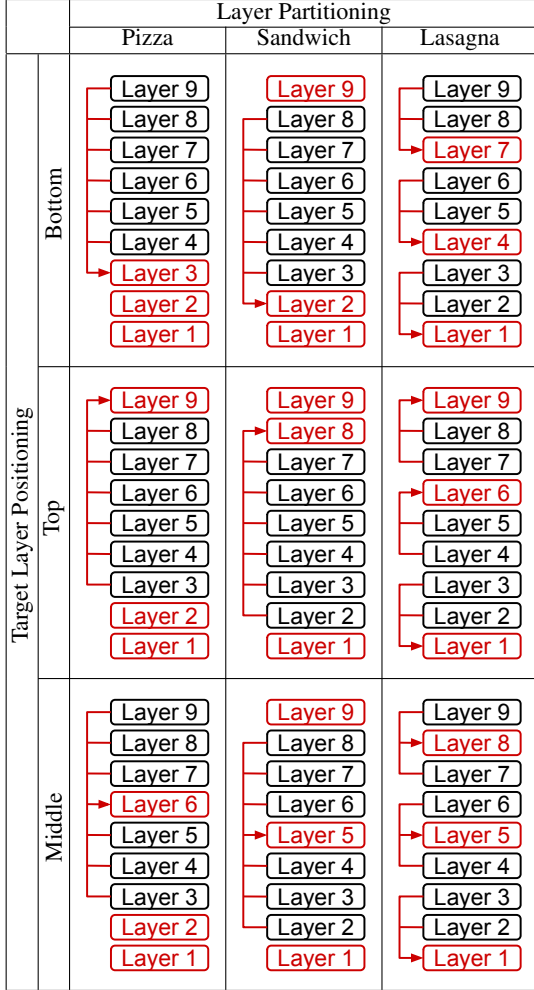 Layer Partitioning
Pizza Sandwich Lasagna
Target Layer Positioning
Bottom
Layer 9 Layer 9 Layer 9
Layer 8 Layer 8 Layer 8
Layer 7 Layer 7 Layer 7
Layer 6 Layer 6 Layer 6
Layer 5 Layer 5 Layer 5
Layer 4 Layer 4 Layer 4
Layer 3 Layer 3 Layer 3
Layer 2 Layer 2 Layer 2
Layer 1 Layer 1 Layer 1
Top
Layer 9 Layer 9 Layer 9
Layer 8 Layer 8 Layer 8
Layer 7 Layer 7 Layer 7
Layer 6 Layer 6 Layer 6
Layer 5 Layer 5 Layer 5
Layer 4 Layer 4 Layer 4
Layer 3 Layer 3 Layer 3
Layer 2 Layer 2 Layer 2
Layer 1 Layer 1 Layer 1
Middle
Layer 9 Layer 9 Layer 9
Layer 8 Layer 8 Layer 8
Layer 7 Layer 7 Layer 7
Layer 6 Layer 6 Layer 6
Layer 5 Layer 5 Layer 5
Layer 4 Layer 4 Layer 4
Layer 3 Layer 3 Layer 3
Layer 2 Layer 2 Layer 2
Layer 1 Layer 1 Layer 1